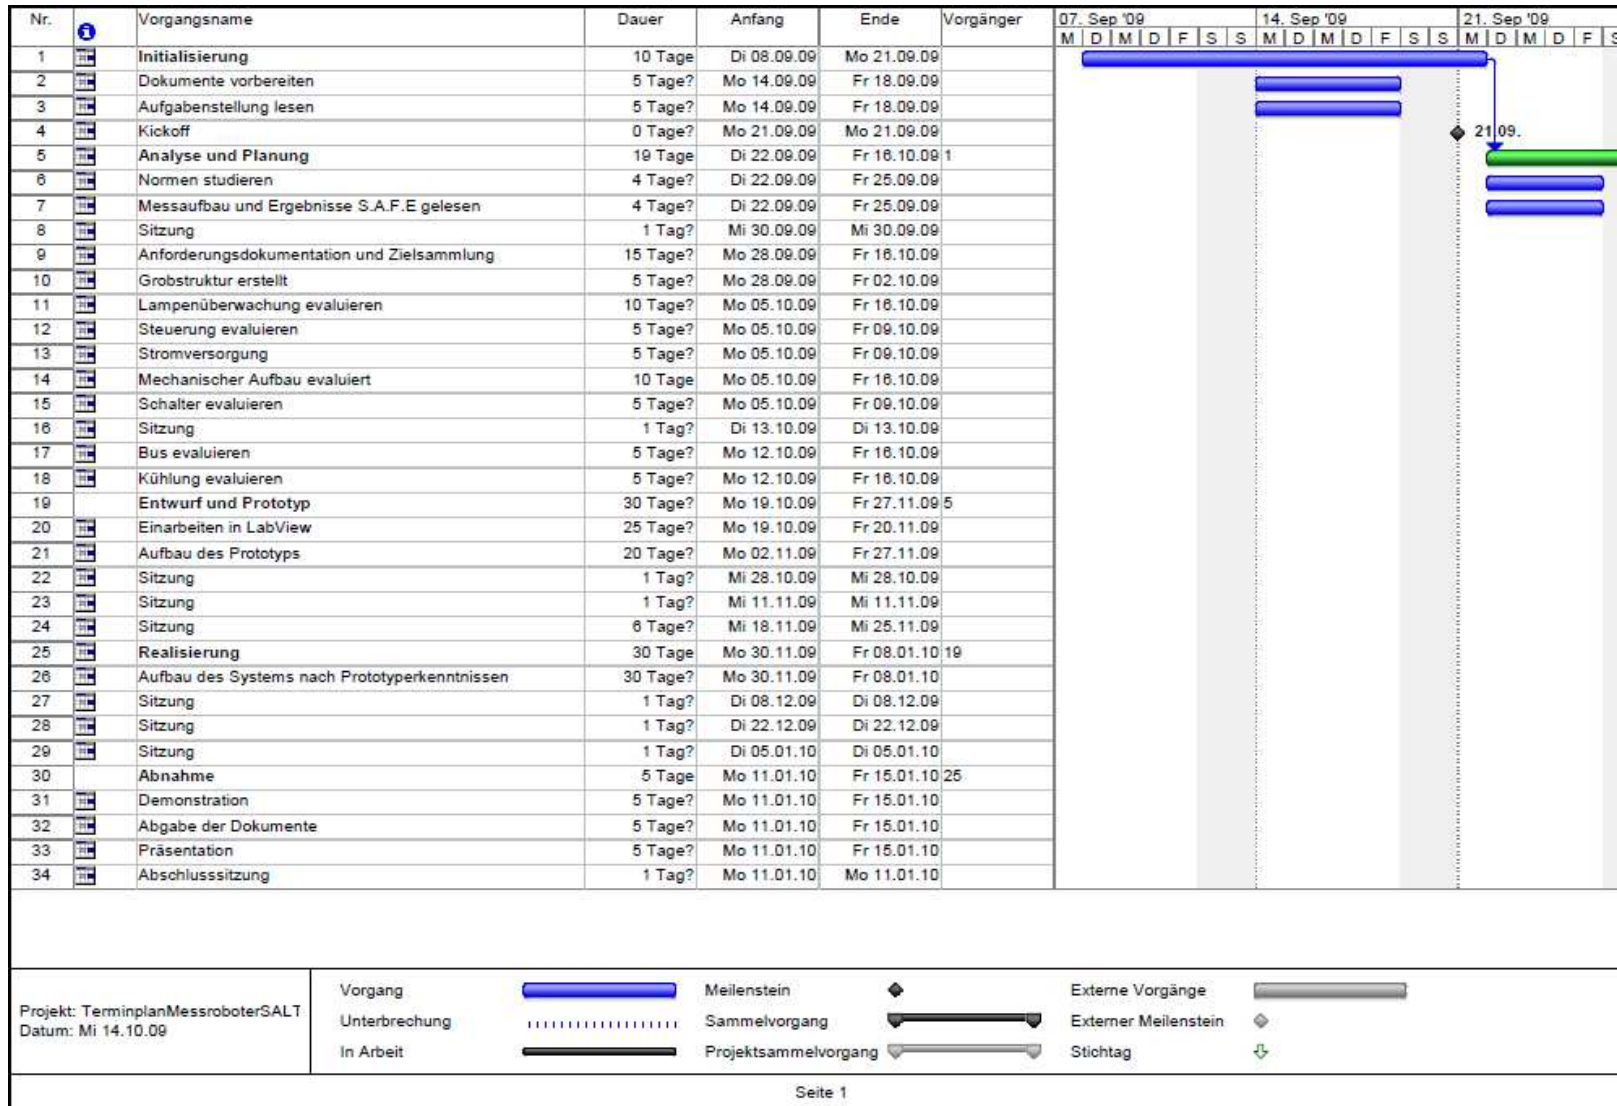 Nr. Vorgangsname Dauer Anfang Ende Vorgänger 07. Sep '09 14. Sep '09 21. Sep '09
M D M D F S S M D M D F S S M D M D F S
1 Initialisierung 10 Tage Di 08.09.09 Mo 21.09.09
2 Dokumente vorbereiten 5 Tage? Mo 14.09.09 Fr 18.09.09
3 Aufgabenstellung lesen 5 Tage? Mo 14.09.09 Fr 18.09.09
4 Kickoff 0 Tage? Mo 21.09.09 Mo 21.09.09 21.09.
5 Analyse und Planung 19 Tage Di 22.09.09 Fr 16.10.09 1
6 Normen studieren 4 Tage? Di 22.09.09 Fr 25.09.09
7 Messaufbau und Ergebnisse S.A.F.E gelesen 4 Tage? Di 22.09.09 Fr 25.09.09
8 Sitzung 1 Tag? Mi 30.09.09 Mi 30.09.09
9 Anforderungsdokumentation und Zielsammlung 15 Tage? Mo 28.09.09 Fr 16.10.09
10 Grobstruktur erstellt 5 Tage? Mo 28.09.09 Fr 02.10.09
11 Lampenüberwachung evaluieren 10 Tage? Mo 05.10.09 Fr 16.10.09
12 Steuerung evaluieren 5 Tage? Mo 05.10.09 Fr 09.10.09
13 Stromversorgung 5 Tage? Mo 05.10.09 Fr 09.10.09
14 Mechanischer Aufbau evaluiert 10 Tage Mo 05.10.09 Fr 16.10.09
15 Schalter evaluieren 5 Tage? Mo 05.10.09 Fr 09.10.09
16 Sitzung 1 Tag? Di 13.10.09 Di 13.10.09
17 Bus evaluieren 5 Tage? Mo 12.10.09 Fr 16.10.09
18 Kühlung evaluieren 5 Tage? Mo 12.10.09 Fr 16.10.09
19 Entwurf und Prototyp 30 Tage? Mo 19.10.09 Fr 27.11.09 5
20 Einarbeiten in LabView 25 Tage? Mo 19.10.09 Fr 20.11.09
21 Aufbau des Prototyps 20 Tage? Mo 02.11.09 Fr 27.11.09
22 Sitzung 1 Tag? Mi 28.10.09 Mi 28.10.09
23 Sitzung 1 Tag? Mi 11.11.09 Mi 11.11.09
24 Sitzung 6 Tage? Mi 18.11.09 Mi 25.11.09
25 Realisierung 30 Tage Mo 30.11.09 Fr 08.01.10 19
26 Aufbau des Systems nach Prototyperkenntnissen 30 Tage? Mo 30.11.09 Fr 08.01.10
27 Sitzung 1 Tag? Di 08.12.09 Di 08.12.09
28 Sitzung 1 Tag? Di 22.12.09 Di 22.12.09
29 Sitzung 1 Tag? Di 05.01.10 Di 05.01.10
30 Abnahme 5 Tage Mo 11.01.10 Fr 15.01.10 25
31 Demonstration 5 Tage? Mo 11.01.10 Fr 15.01.10
32 Abgabe der Dokumente 5 Tage? Mo 11.01.10 Fr 15.01.10
33 Präsentation 5 Tage? Mo 11.01.10 Fr 15.01.10
34 Abschlusssitzung 1 Tag? Mo 11.01.10 Mo 11.01.10
Projekt: TerminplanMessroboterSALT
Datum: Mi 14.10.09
Vorgang Meilenstein Externe Vorgänge
Unterbrechung Sammelvorgang Externer Meilenstein
In Arbeit Projektsammelvorgang Stichtag
Seite 1